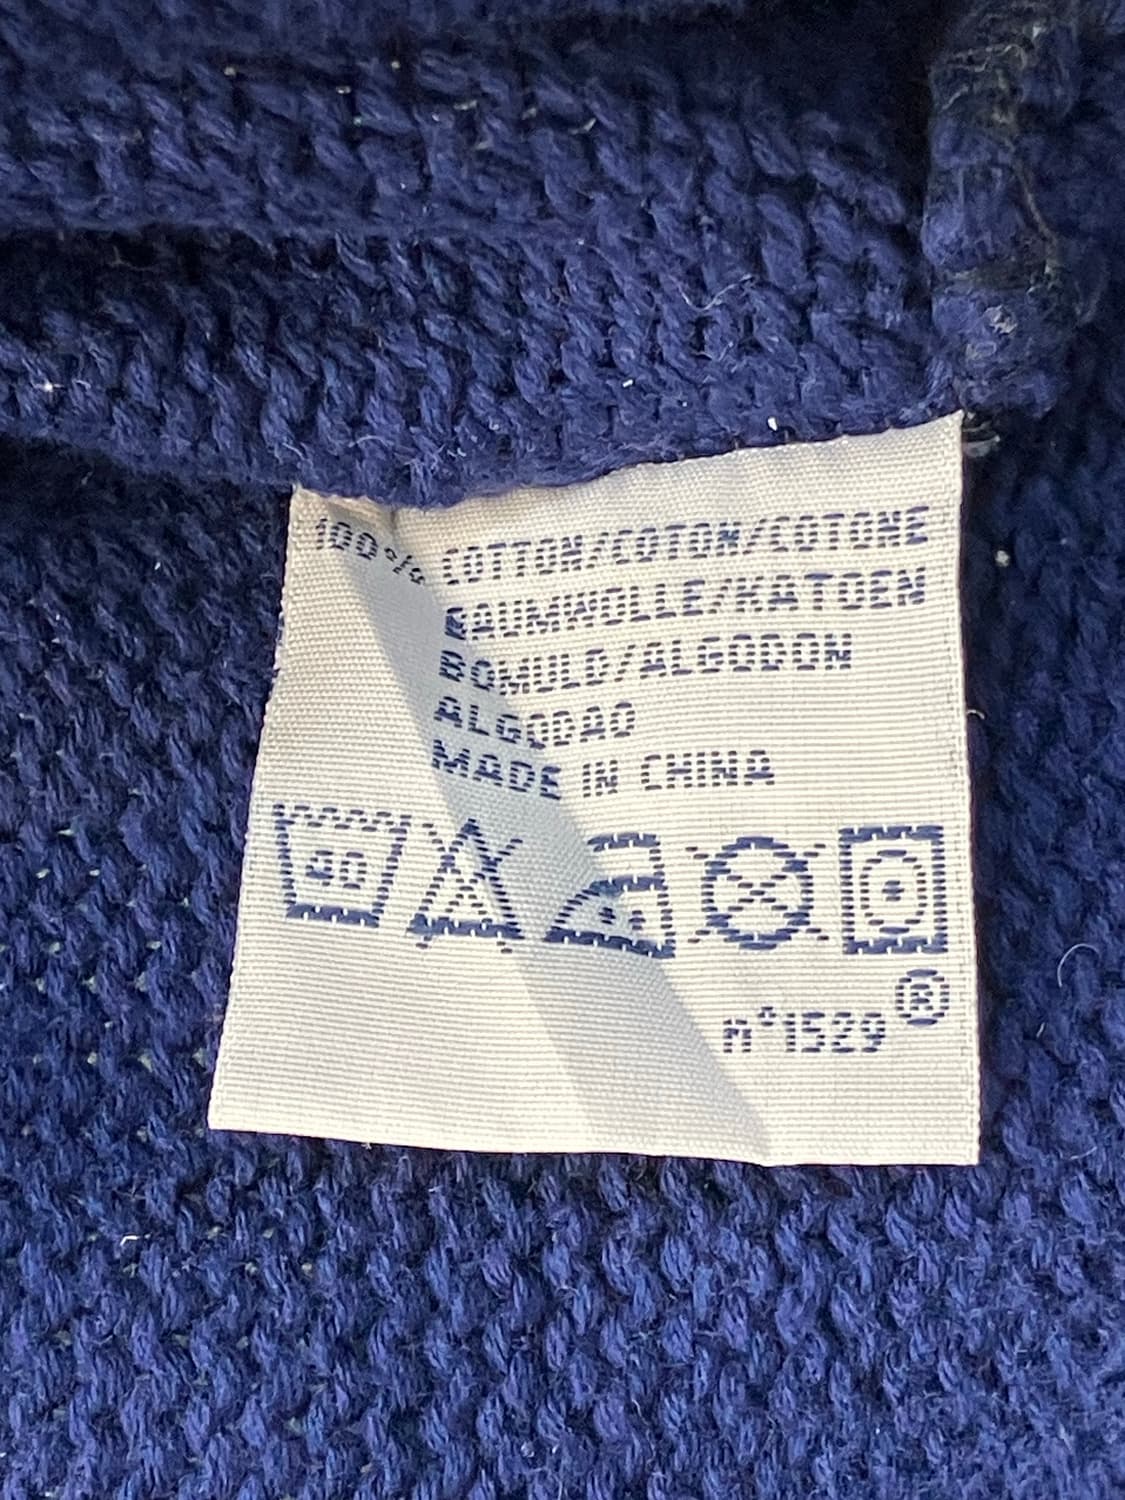 100% COTTON/COTON/COTONE
BAUMWOLLE/KATOEN
BOMULD/ALGODON
ALGODAO
MADE IN CHINA
40
®
N°1529